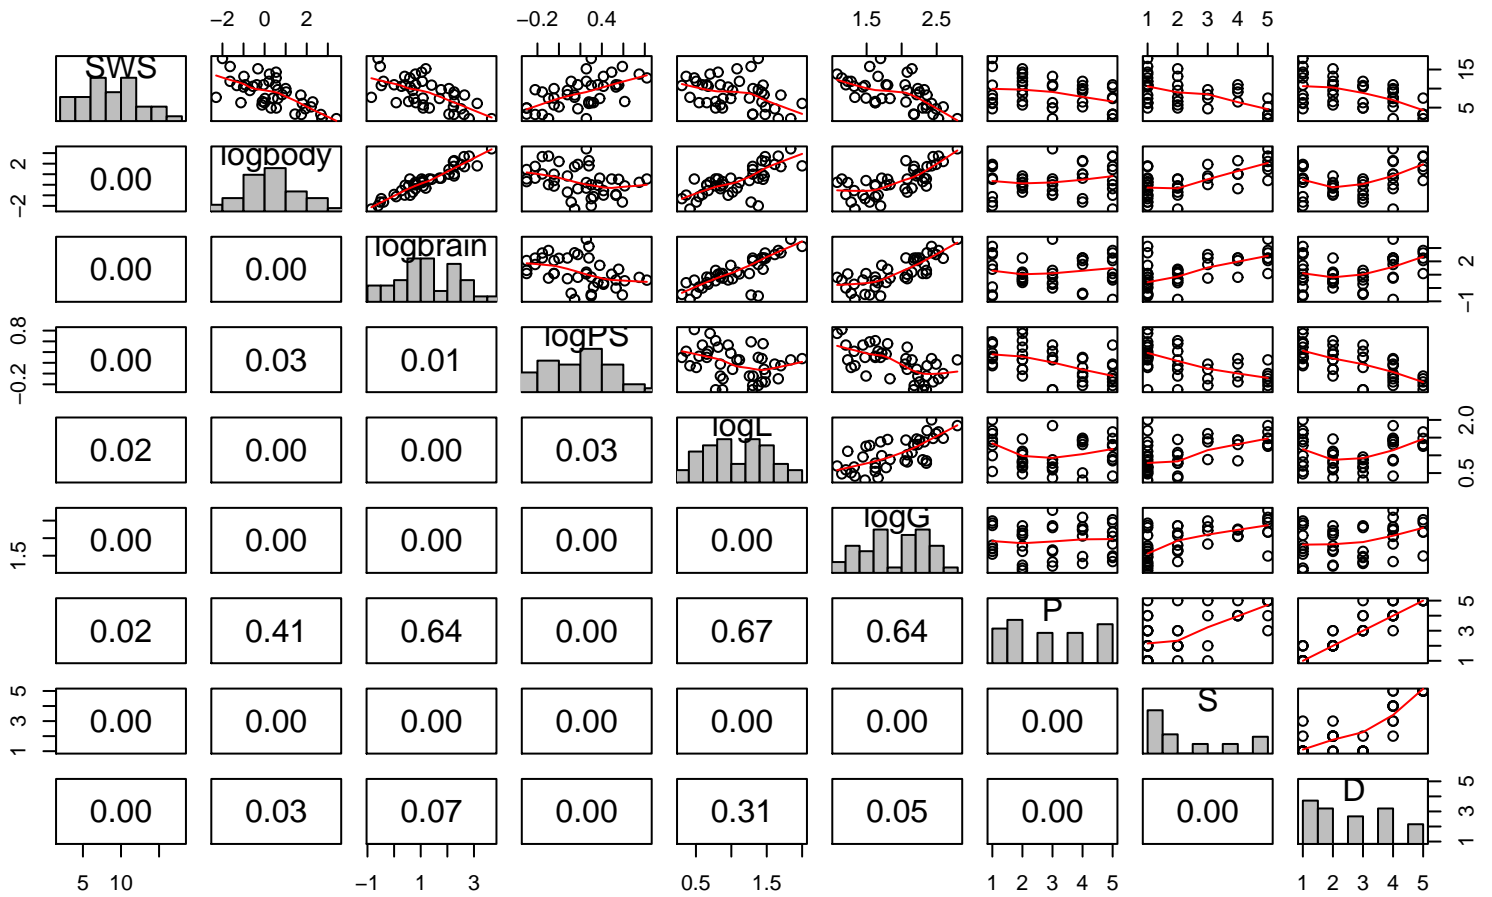 −2 0 2 −0.2 0.4 1.5 2.5 1 2 3 4 5
SWS 5 15
−2 2 0.00 logbody
0.00 0.00 logbrain −1 2
−0.2 0.8 0.00 0.03 0.01 logPS
0.02 0.00 0.00 0.03 logL 0.5 2.0
1.5 0.00 0.00 0.00 0.00 0.00 logG
0.02 0.41 0.64 0.00 0.67 0.64 P 1 3 5
1 3 5 0.00 0.00 0.00 0.00 0.00 0.00 0.00 S
0.00 0.03 0.07 0.00 0.31 0.05 0.00 0.00 D 1 3 5
5 10 −1 1 3 0.5 1.5 1 2 3 4 5 1 2 3 4 5